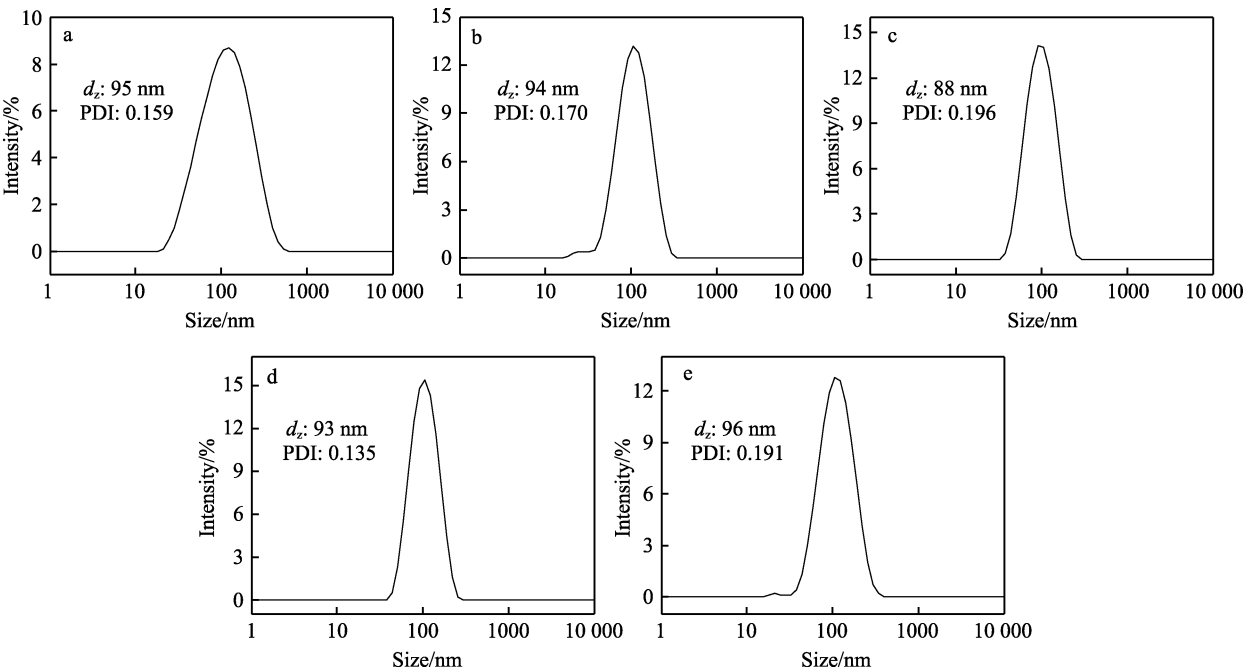 a
dz: 95 nm
PDI: 0.159
10
8
6
4
2
0
Intensity/%
1 10 100 1000 10 000
Size/nm
b
dz: 94 nm
PDI: 0.170
15
12
9
6
3
0
Intensity/%
1 10 100 1000 10 000
Size/nm
c
dz: 88 nm
PDI: 0.196
15
12
9
6
3
0
Intensity/%
1 10 100 1000 10 000
Size/nm
d
dz: 93 nm
PDI: 0.135
15
12
9
6
3
0
Intensity/%
1 10 100 1000 10 000
Size/nm
e
dz: 96 nm
PDI: 0.191
12
9
6
3
0
Intensity/%
1 10 100 1000 10 000
Size/nm